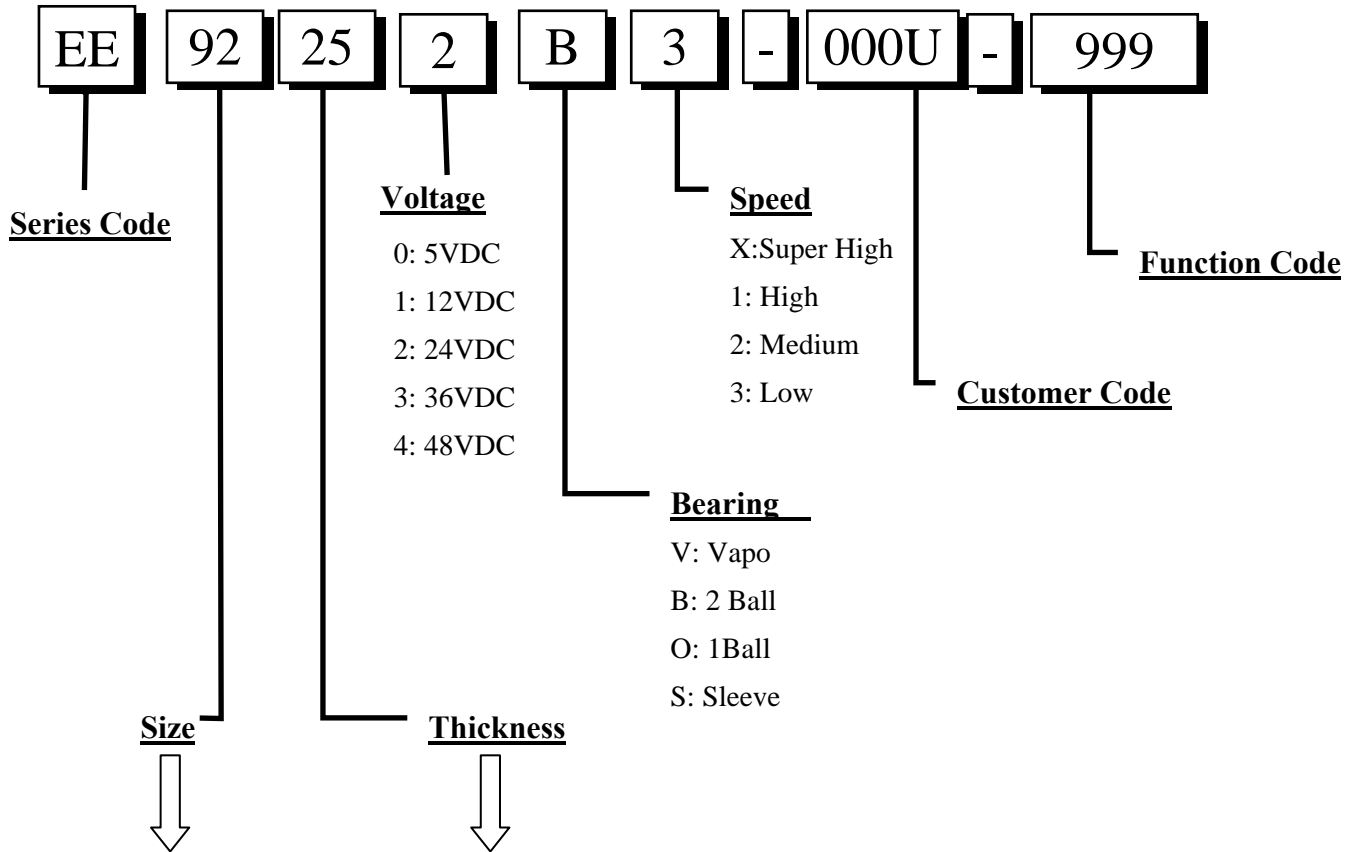 EE 92 25 2 B 3 - 000U - 999
Series Code
Voltage
0: 5VDC
1: 12VDC
2: 24VDC
3: 36VDC
4: 48VDC
Speed
X:Super High
1: High
2: Medium
3: Low
Function Code
Customer Code
Bearing
V: Vapo
B: 2 Ball
O: 1Ball
S: Sleeve
Size
Thickness